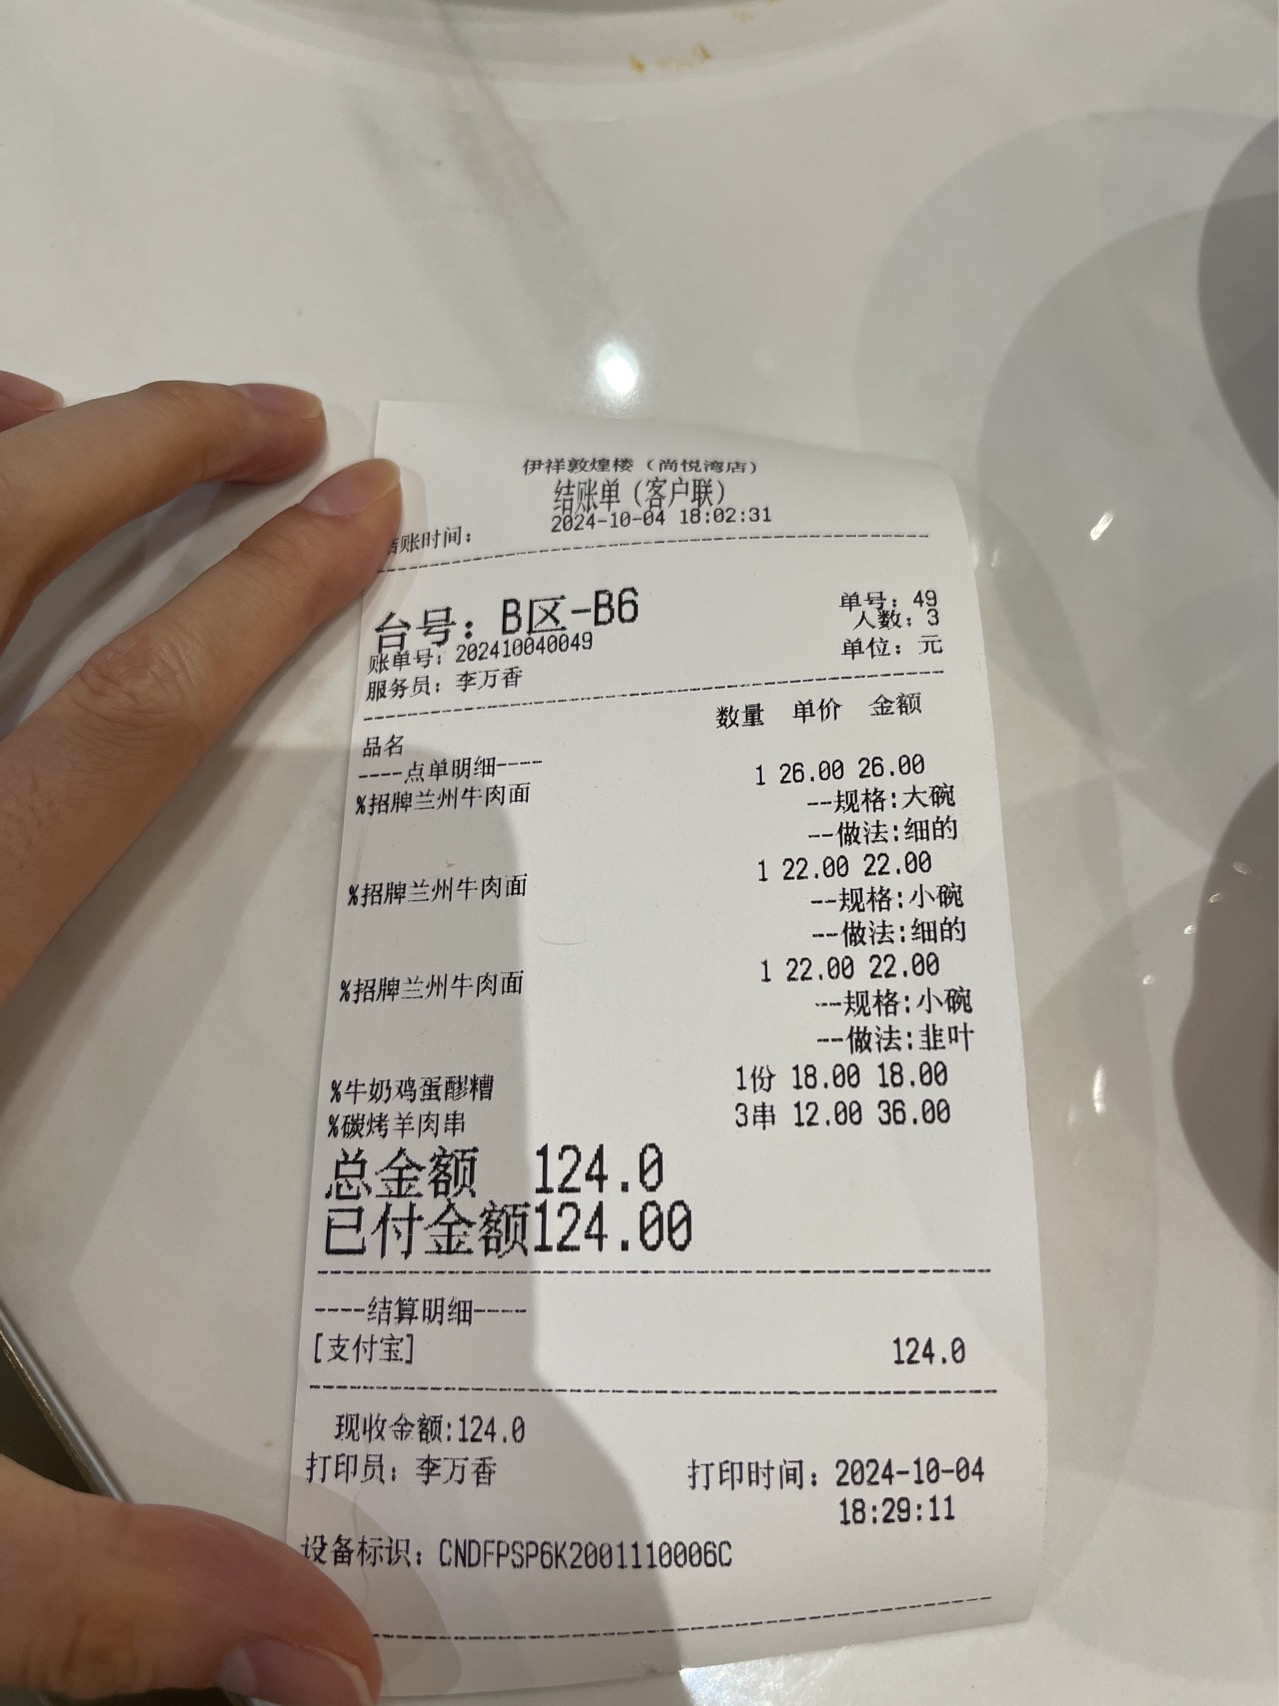 伊祥敦煌楼（尚悦湾店）
结账单（客户联）
结账时间： 2024-10-04 18:02:31
台号：B区-B6 单号：49
人数：3
账单号：202410040049 单位：元
服务员：李万香
品名 数量 单价 金额
----点单明细----
%招牌兰州牛肉面 1 26.00 26.00
--规格:大碗
--做法:细的
%招牌兰州牛肉面 1 22.00 22.00
--规格:小碗
--做法:细的
%招牌兰州牛肉面 1 22.00 22.00
--规格:小碗
--做法:韭叶
%牛奶鸡蛋醪糟 1份 18.00 18.00
%碳烤羊肉串 3串 12.00 36.00
总金额 124.0
已付金额124.00
----结算明细----
[支付宝] 124.0
现收金额:124.0
打印员：李万香 打印时间：2024-10-04
18:29:11
设备标识：CNDFPSP6K2001110006C